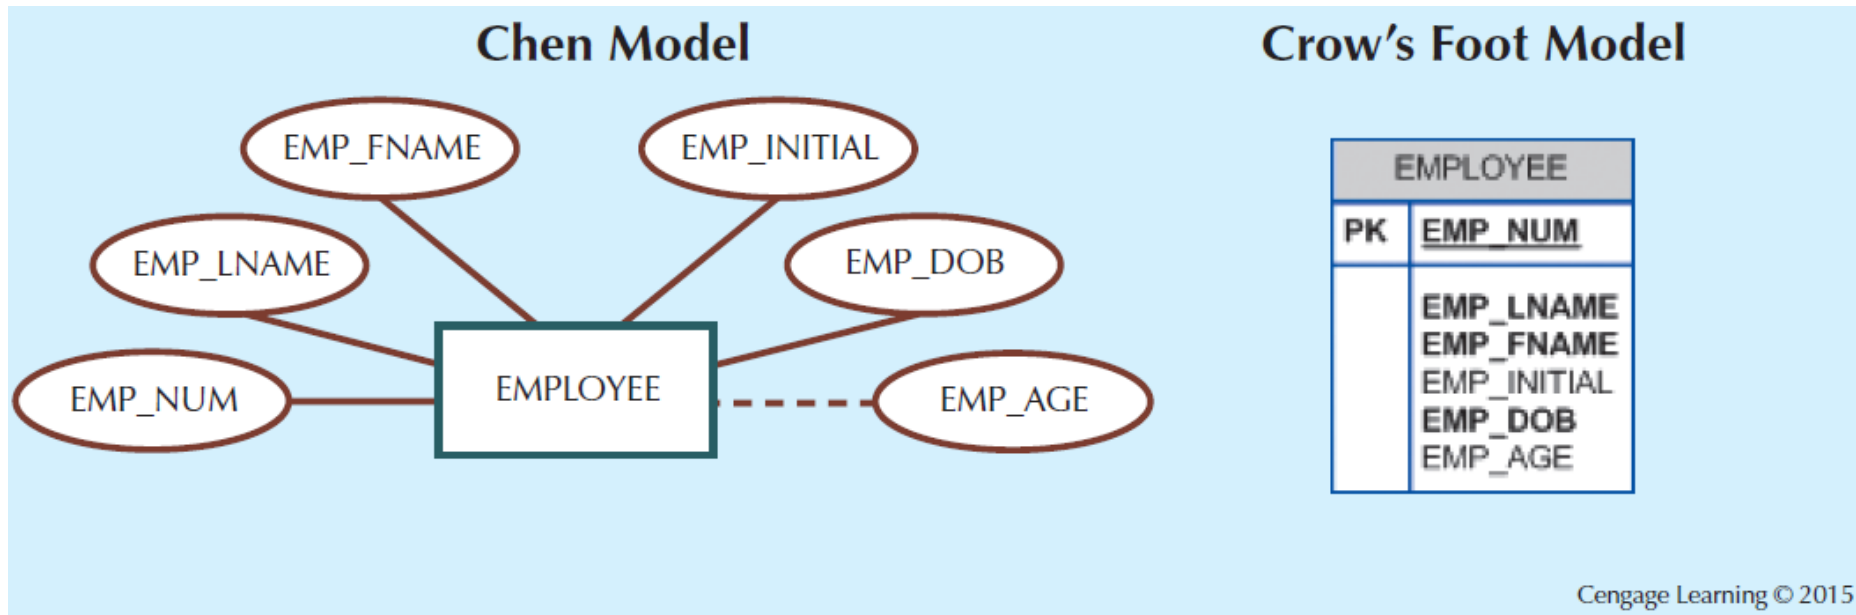 Chen Model
EMP_FNAME
EMP_INITIAL
EMP_LNAME
EMP_DOB
EMP_NUM
EMPLOYEE
EMP_AGE
Crow's Foot Model
EMPLOYEE
PK EMP_NUM
EMP_LNAME
EMP_FNAME
EMP_INITIAL
EMP_DOB
EMP_AGE
Cengage Learning © 2015